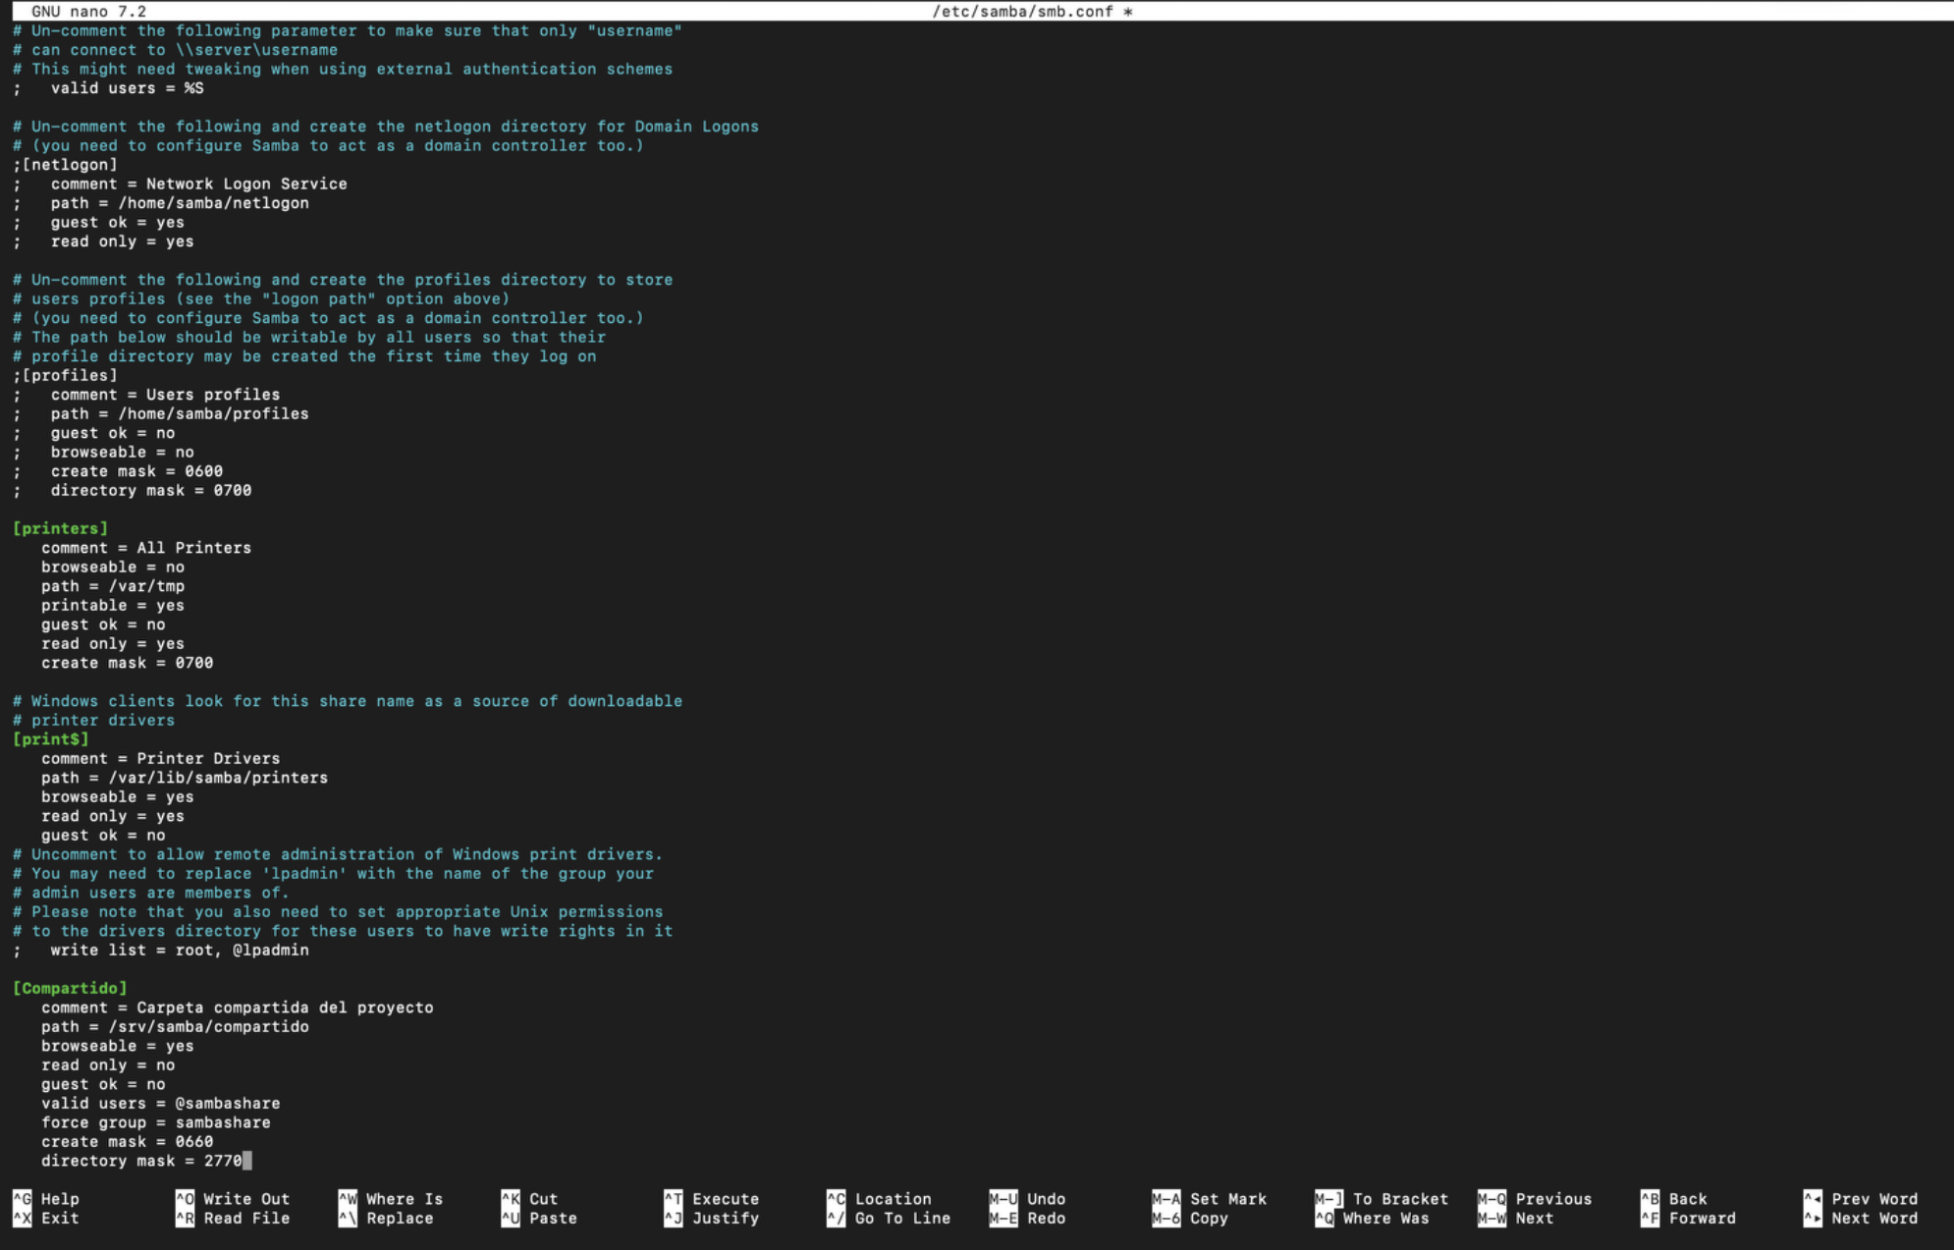 GNU nano 7.2 /etc/samba/smb.conf *
# Un-comment the following parameter to make sure that only "username"
# can connect to \\server\username
# This might need tweaking when using external authentication schemes
;   valid users = %S

# Un-comment the following and create the netlogon directory for Domain Logons
# (you need to configure Samba to act as a domain controller too.)
;[netlogon]
;   comment = Network Logon Service
;   path = /home/samba/netlogon
;   guest ok = yes
;   read only = yes

# Un-comment the following and create the profiles directory to store
# users profiles (see the "logon path" option above)
# (you need to configure Samba to act as a domain controller too.)
# The path below should be writable by all users so that their
# profile directory may be created the first time they log on
;[profiles]
;   comment = Users profiles
;   path = /home/samba/profiles
;   guest ok = no
;   browseable = no
;   create mask = 0600
;   directory mask = 0700

[printers]
   comment = All Printers
   browseable = no
   path = /var/tmp
   printable = yes
   guest ok = no
   read only = yes
   create mask = 0700

# Windows clients look for this share name as a source of downloadable
# printer drivers
[print$]
   comment = Printer Drivers
   path = /var/lib/samba/printers
   browseable = yes
   read only = yes
   guest ok = no
# Uncomment to allow remote administration of Windows print drivers.
# You may need to replace 'lpadmin' with the name of the group your
# admin users are members of.
# Please note that you also need to set appropriate Unix permissions
# to the drivers directory for these users to have write rights in it
;   write list = root, @lpadmin

[Compartido]
   comment = Carpeta compartida del proyecto
   path = /srv/samba/compartido
   browseable = yes
   read only = no
   guest ok = no
   valid users = @sambashare
   force group = sambashare
   create mask = 0660
   directory mask = 2770

^G Help ^O Write Out ^W Where Is ^K Cut ^T Execute ^C Location M-U Undo M-A Set Mark M-] To Bracket M-Q Previous ^B Back ^◂ Prev Word
^X Exit ^R Read File ^\ Replace ^U Paste ^J Justify ^/ Go To Line M-E Redo M-6 Copy ^Q Where Was M-W Next ^F Forward ^▸ Next Word